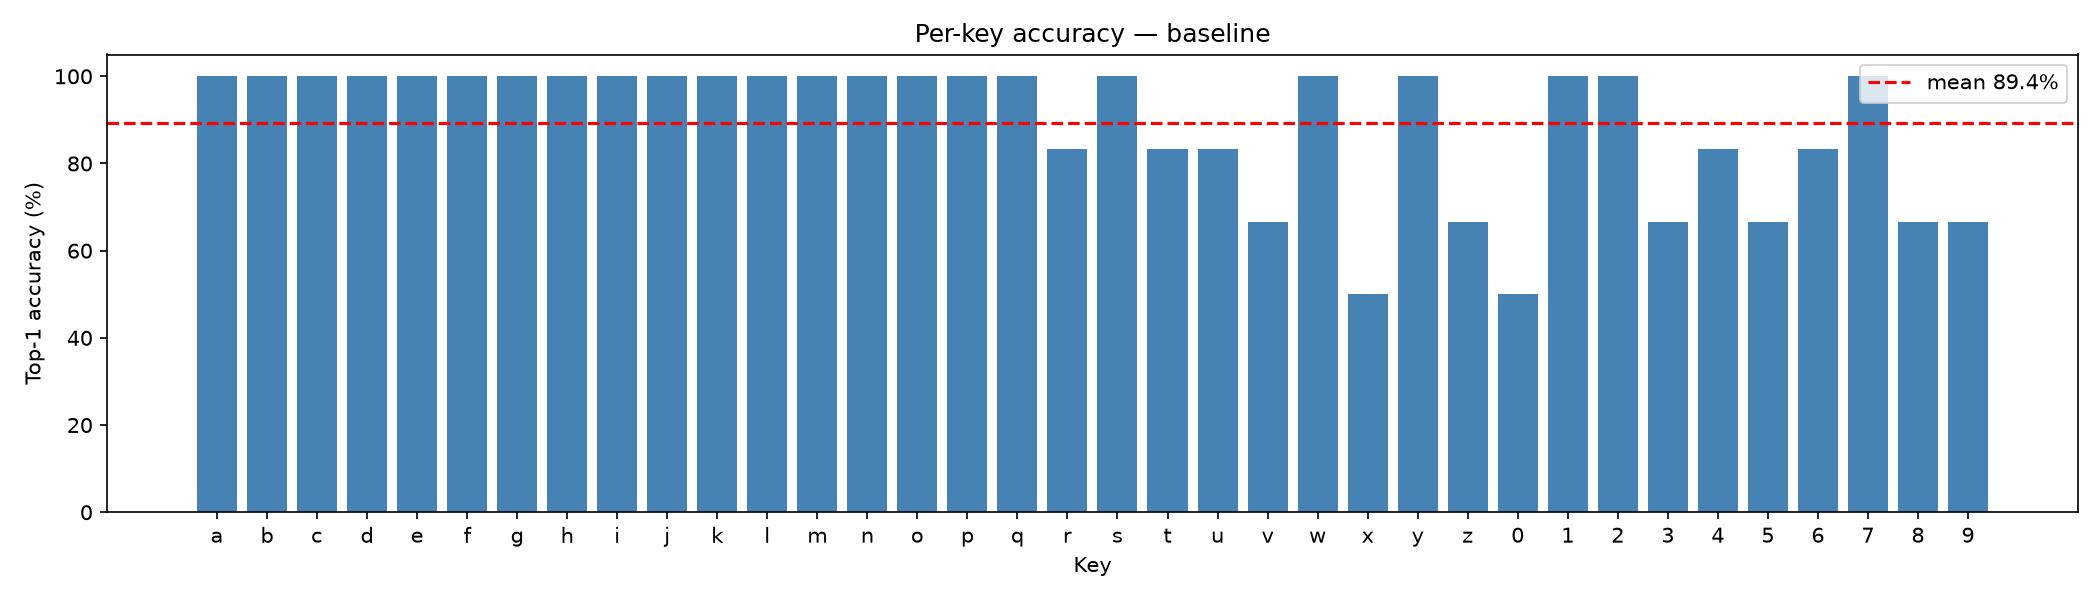 Per-key accuracy — baseline
mean 89.4%
Top-1 accuracy (%)
100
80
60
40
20
0
a b c d e f g h i j k l m n o p q r s t u v w x y z 0 1 2 3 4 5 6 7 8 9
Key